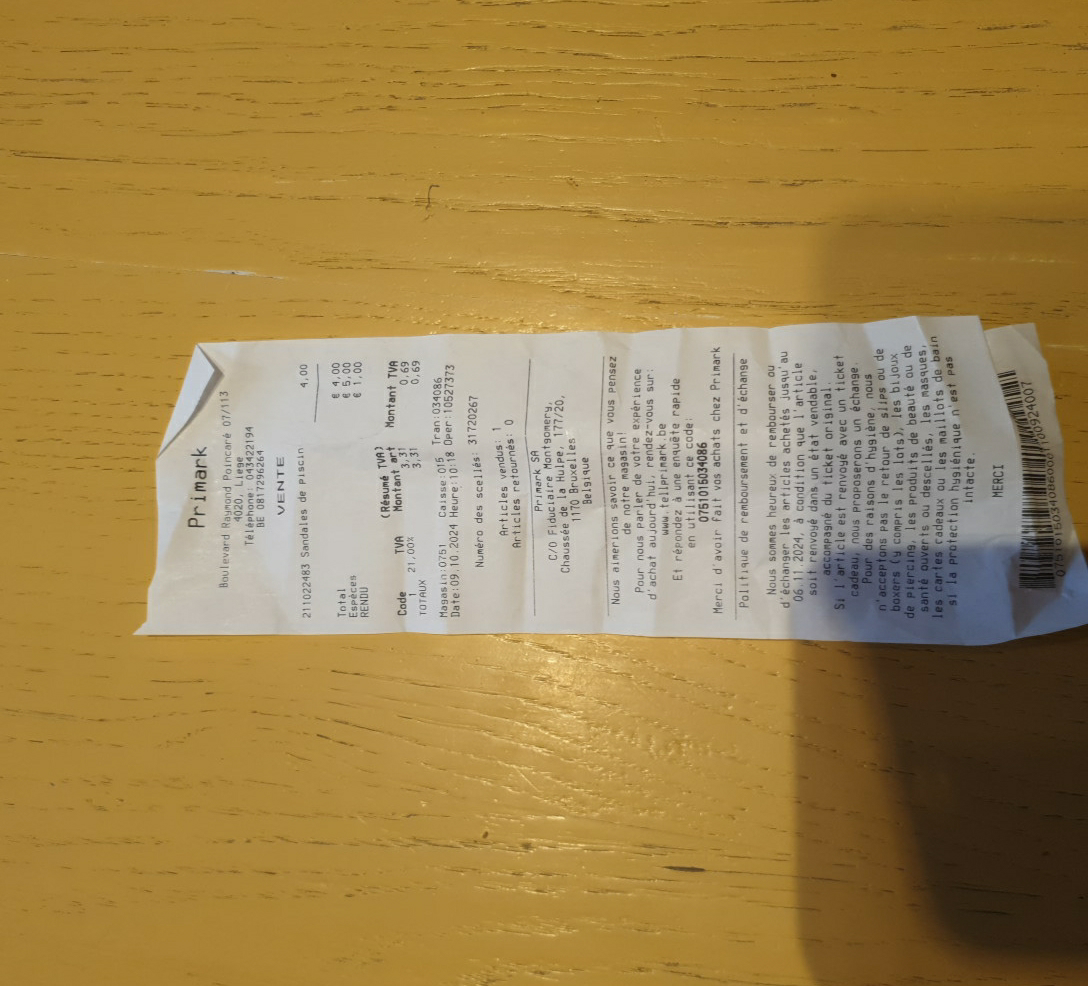 Primark
Boulevard Raymond Poincaré 07/113
4020 Liège
Téléphone: 043422194
BE 0817296264
VENTE
211022483 Sandales de Piscin 4,00
Total € 4,00
Espèces € 5,00
RENDU € 1,00
(Résumé TVA)
Code TVA Montant art Montant TVA
1 21,00% 3,31 0,69
TOTAUX 3,31 0,69
Magasin:0751 Caisse:015 Tran:034086
Date:09.10.2024 Heure:10:18 Oper:10527373
Numéro des scellés: 31720267
Articles vendus: 1
Articles retournés: 0
Primark SA
C/O Fiduciaire Montgomery,
Chaussée de la Hulpe, 177/20,
1170 Bruxelles
Belgique
Nous aimerions savoir ce que vous pensez
de notre magasin!
Pour nous parler de votre expérience
d'achat aujourd'hui, rendez-vous sur:
www.tellprimark.be
Et répondez à une enquête rapide
en utilisant ce code:
075101534086
Merci d'avoir fait vos achats chez Primark
Politique de remboursement et d'échange
Nous sommes heureux de rembourser ou
d'échanger les articles achetés jusqu'au
06.11.2024, à condition que l'article
soit renvoyé dans un état vendable,
accompagné du ticket original.
Si l'article est renvoyé avec un ticket
cadeau, nous proposerons un échange.
Pour des raisons d'hygiène, nous
n'acceptons pas le retour de slips ou de
boxers (y compris les lots), les bijoux
de piercing, les produits de beauté ou de
santé ouverts ou descellés, les masques,
les cartes cadeaux ou les maillots de bain
si la protection hygiénique n'est pas
intacte.
MERCI